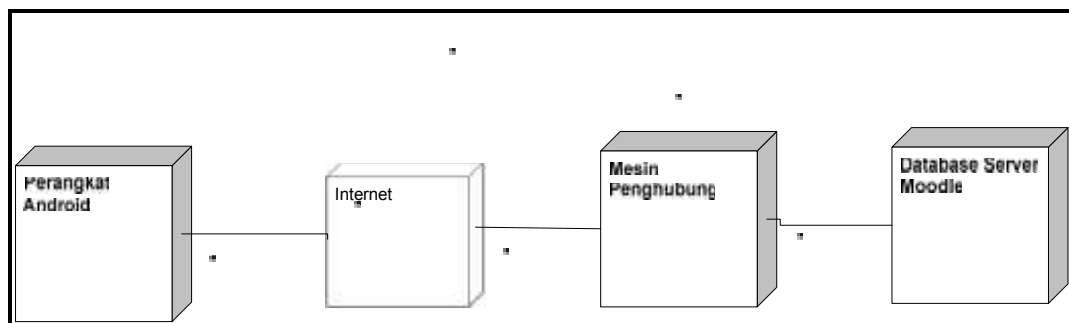 Perangkat
Android
Internet
Mesin
Penghubung
Database Server
Moodle